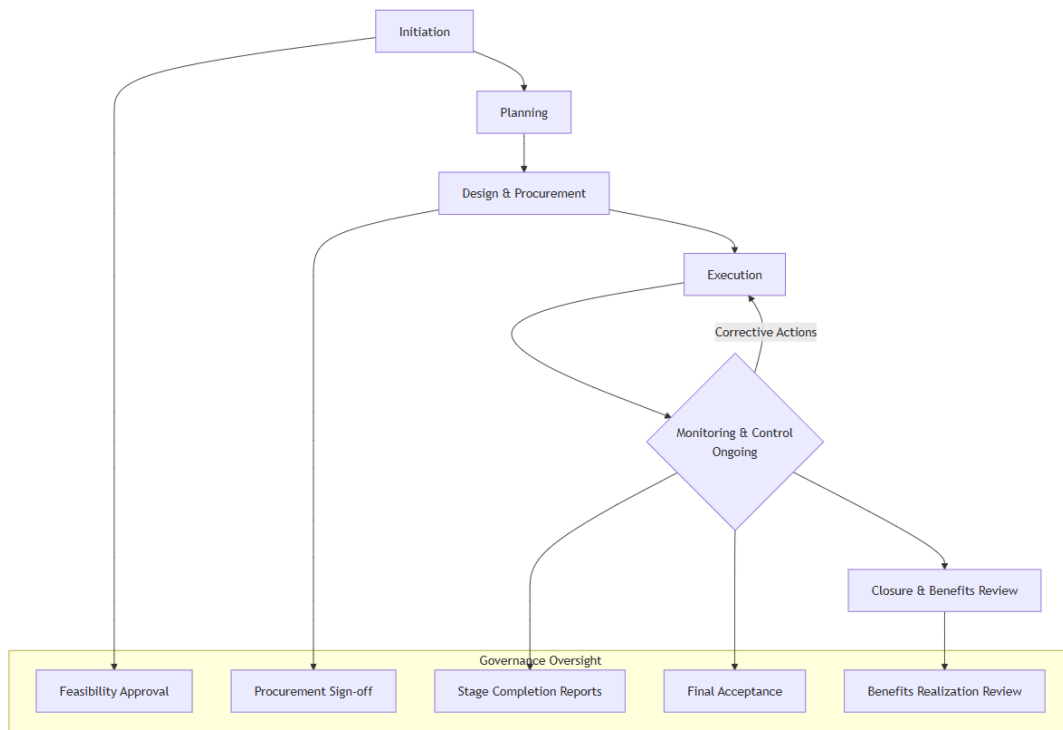 Initiation
Planning
Design & Procurement
Execution
Corrective Actions
Monitoring & Control
Ongoing
Closure & Benefits Review
Governance Oversight
Feasibility Approval
Procurement Sign-off
Stage Completion Reports
Final Acceptance
Benefits Realization Review